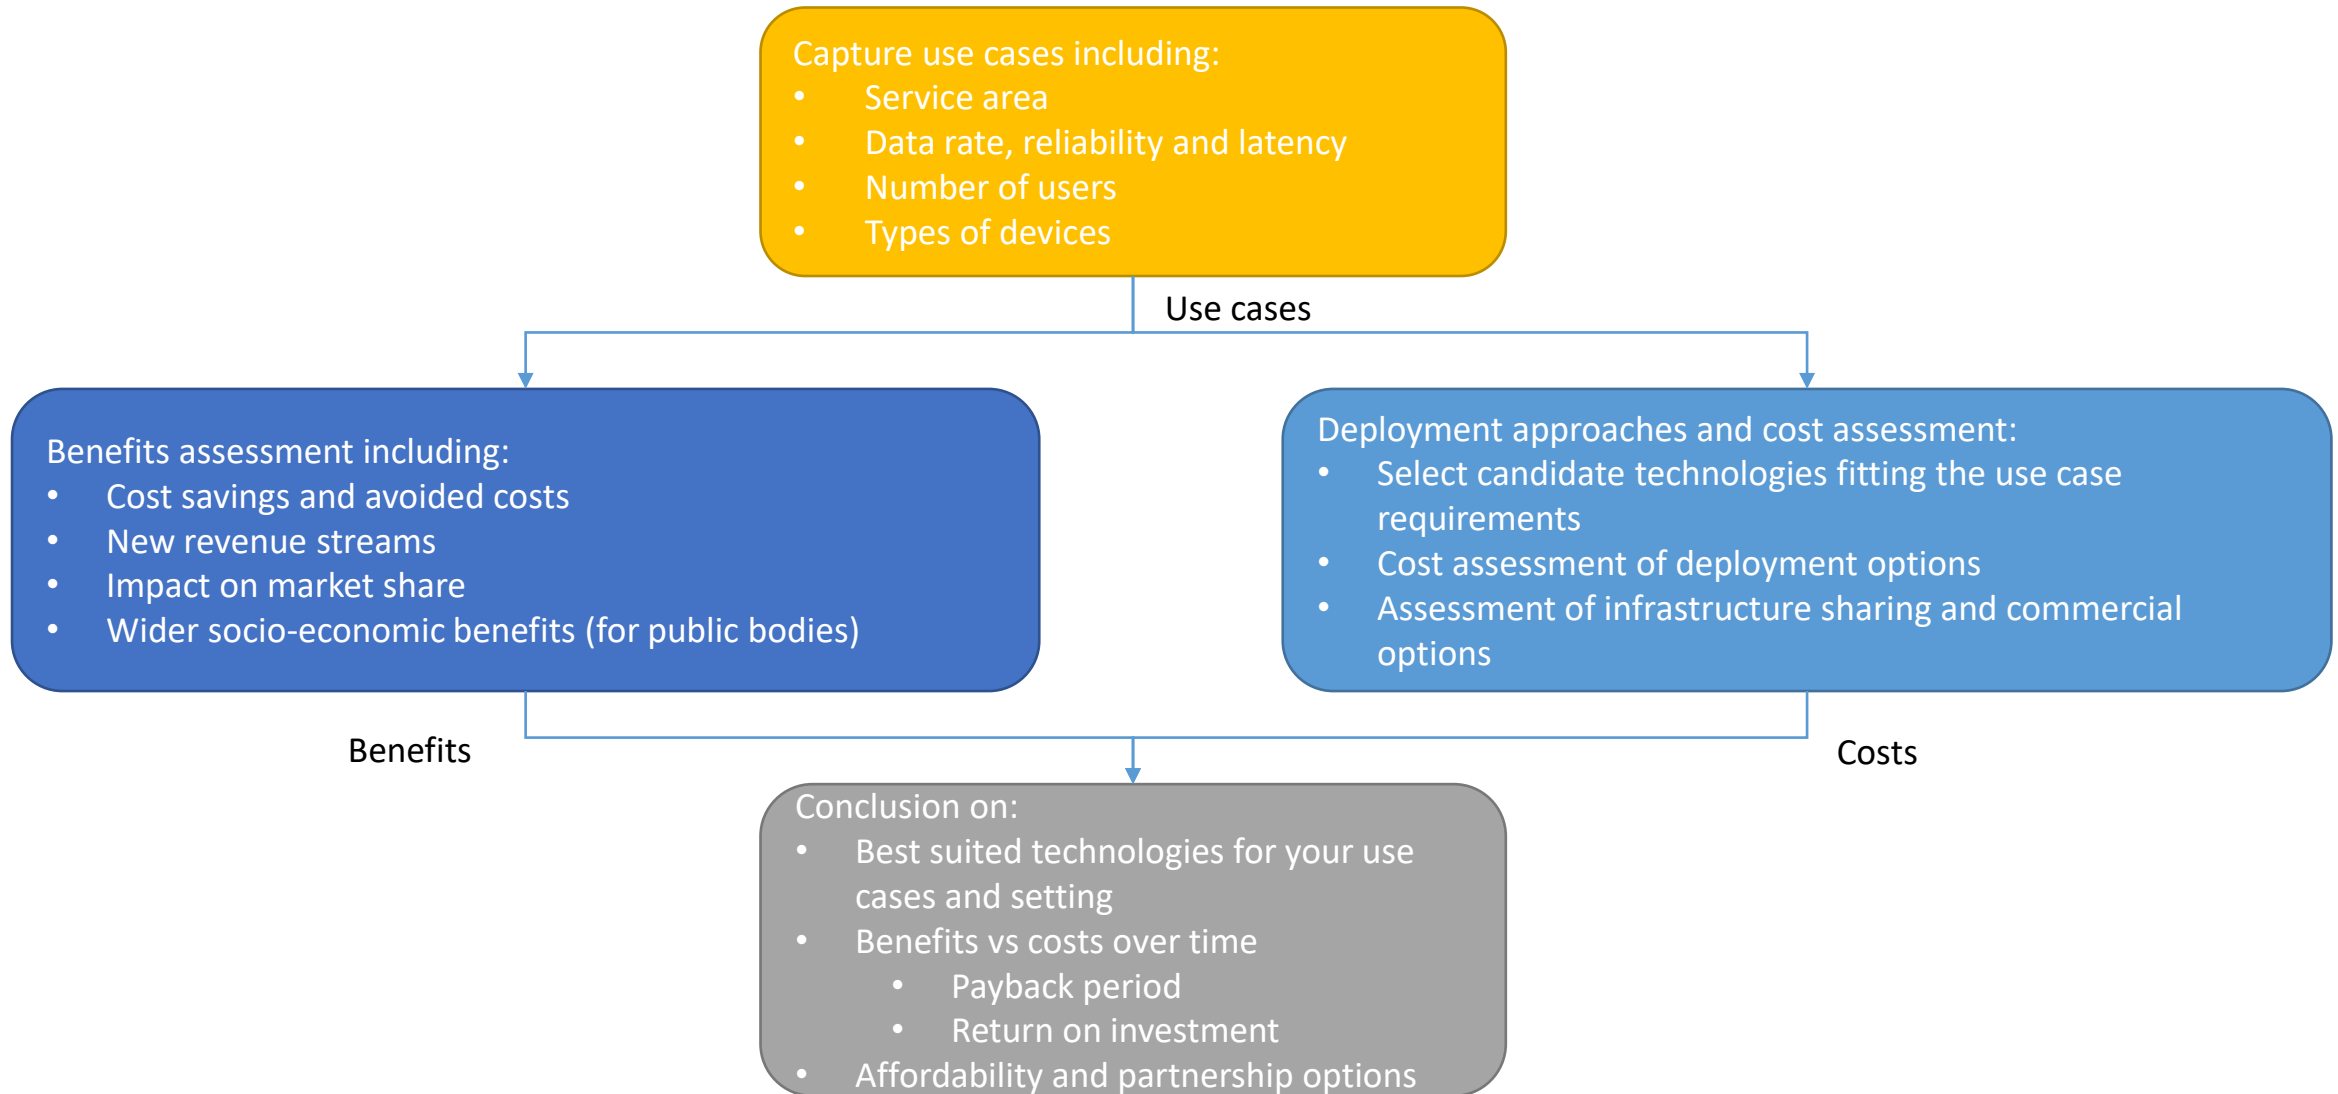 Capture use cases including:
• Service area
• Data rate, reliability and latency
• Number of users
• Types of devices
Use cases
Benefits assessment including:
• Cost savings and avoided costs
• New revenue streams
• Impact on market share
• Wider socio-economic benefits (for public bodies)
Deployment approaches and cost assessment:
• Select candidate technologies fitting the use case
requirements
• Cost assessment of deployment options
• Assessment of infrastructure sharing and commercial
options
Benefits
Costs
Conclusion on:
• Best suited technologies for your use
cases and setting
• Benefits vs costs over time
• Payback period
• Return on investment
• Affordability and partnership options